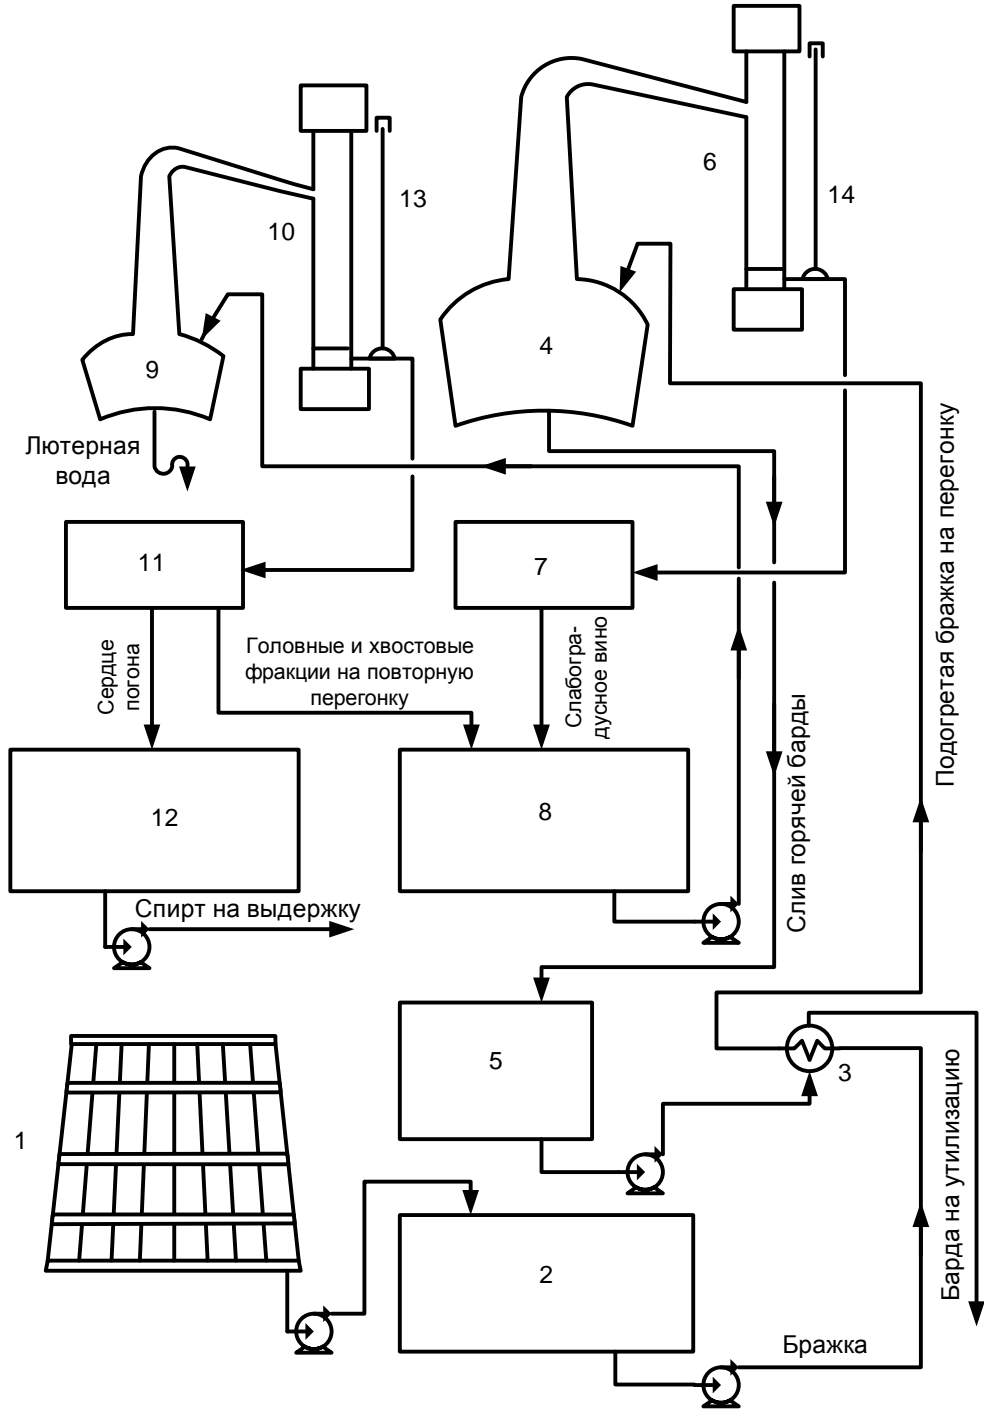 6
13
14
10
4
9
Лютерная
вода
11
7
Сердце
погона
Головные и хвостовые
фракции на повторную
перегонку
Слабогра-
дусное вино
Подогретая бражка на перегонку
Слив горячей барды
12
8
Спирт на выдержку
5
3
1
Барда на утилизацию
2
Бражка